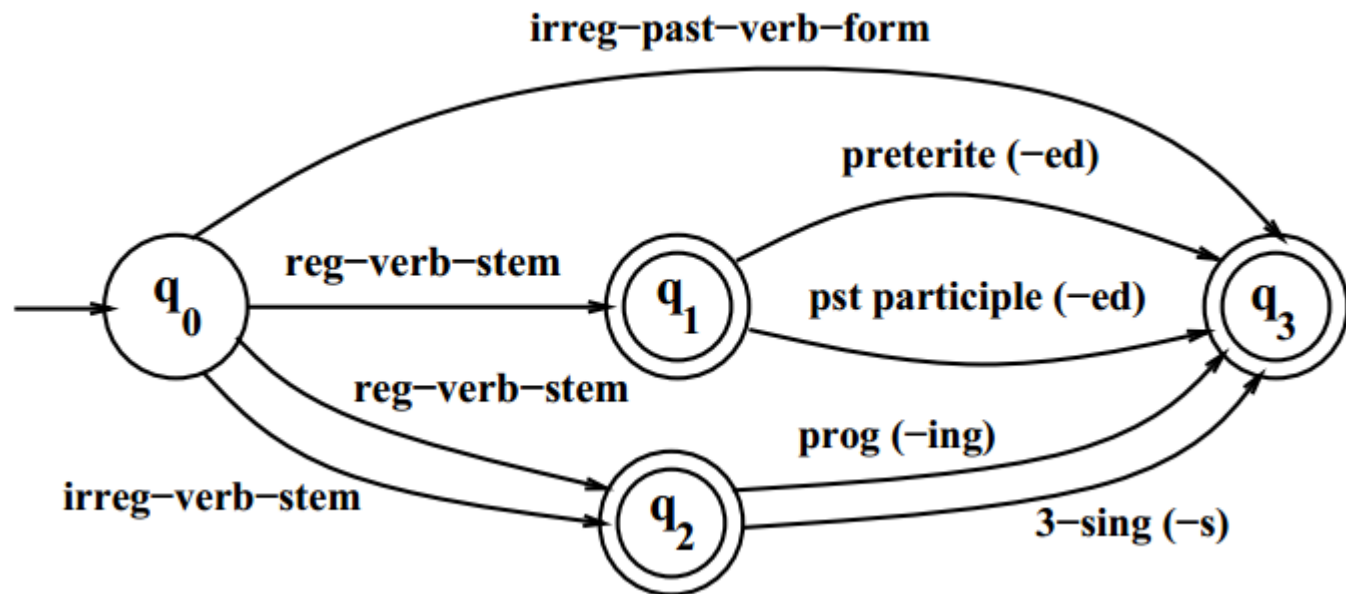 irreg−past−verb−form
preterite (−ed)
reg−verb−stem
q0
q1
pst participle (−ed)
q3
reg−verb−stem
prog (−ing)
irreg−verb−stem
q2
3−sing (−s)